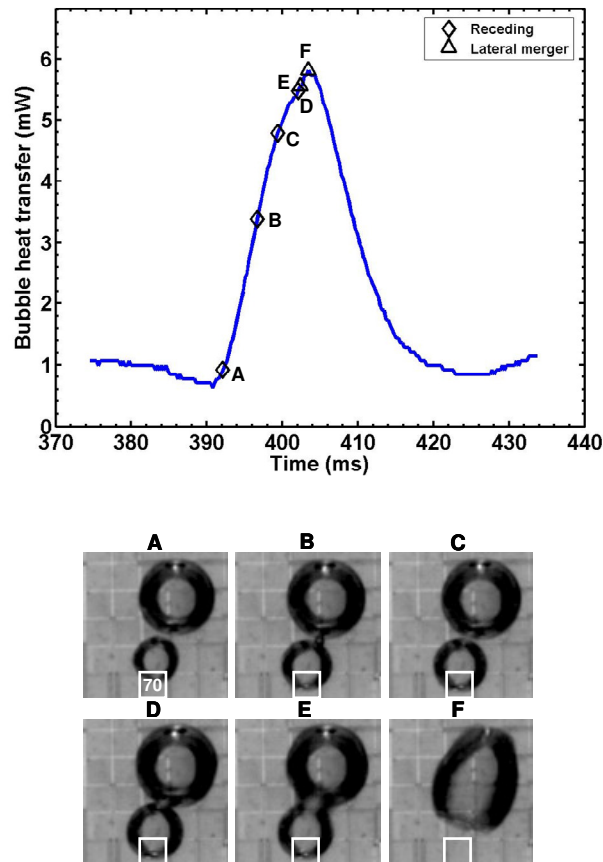 6
5
4
3
2
1
0
Bubble heat transfer (mW)
Receding
Lateral merger
F
E
D
C
B
A
370 380 390 400 410 420 430 440
Time (ms)
A B C
70
D E F